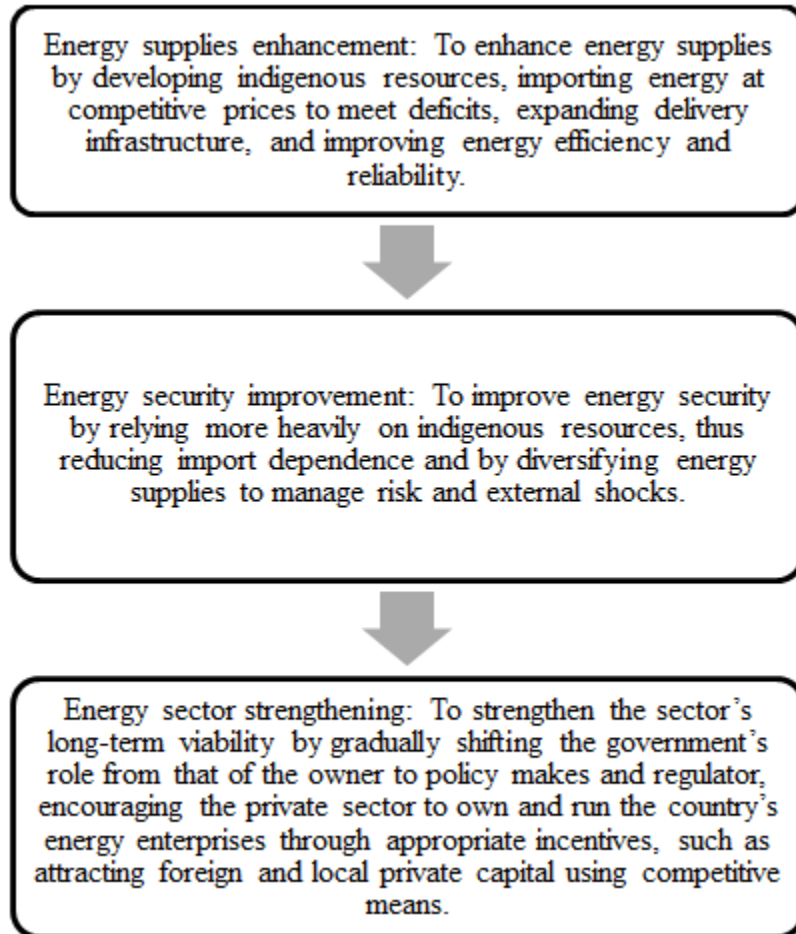 Energy supplies enhancement: To enhance energy supplies
by developing indigenous resources, importing energy at
competitive prices to meet deficits, expanding delivery
infrastructure, and improving energy efficiency and
reliability.
Energy security improvement: To improve energy security
by relying more heavily on indigenous resources, thus
reducing import dependence and by diversifying energy
supplies to manage risk and external shocks.
Energy sector strengthening: To strengthen the sector’s
long-term viability by gradually shifting the government’s
role from that of the owner to policy makes and regulator,
encouraging the private sector to own and run the country’s
energy enterprises through appropriate incentives, such as
attracting foreign and local private capital using competitive
means.